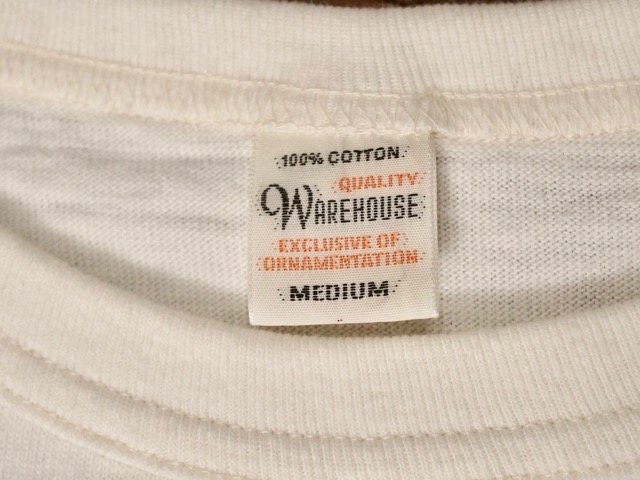 100% COTTON
QUALITY
WAREHOUSE
EXCLUSIVE OF
ORNAMENTATION
MEDIUM